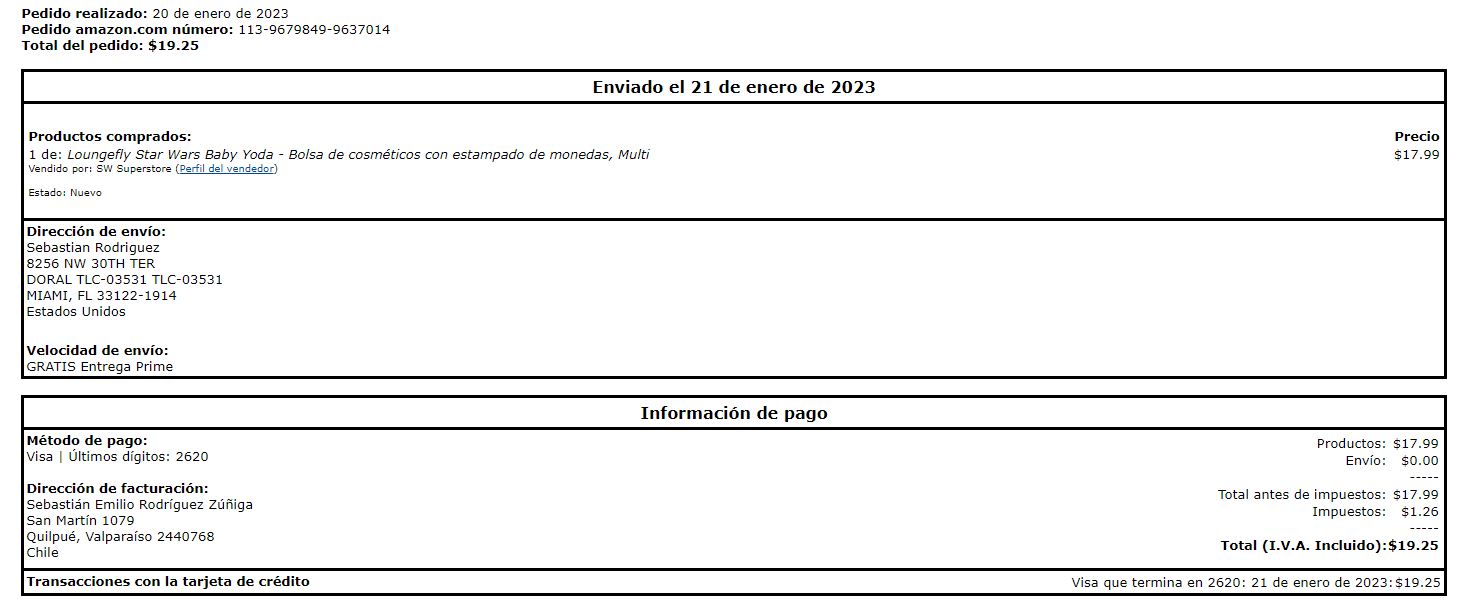 Pedido realizado: 20 de enero de 2023
Pedido amazon.com número: 113-9679849-9637014
Total del pedido: $19.25
Enviado el 21 de enero de 2023
Productos comprados: Precio
1 de: Loungefly Star Wars Baby Yoda - Bolsa de cosméticos con estampado de monedas, Multi $17.99
Vendido por: SW Superstore (Perfil del vendedor)
Estado: Nuevo
Dirección de envío:
Sebastian Rodriguez
8256 NW 30TH TER
DORAL TLC-03531 TLC-03531
MIAMI, FL 33122-1914
Estados Unidos
Velocidad de envío:
GRATIS Entrega Prime
Información de pago
Método de pago:
Visa | Últimos dígitos: 2620
Dirección de facturación:
Sebastián Emilio Rodríguez Zúñiga
San Martín 1079
Quilpué, Valparaíso 2440768
Chile
Productos: $17.99
Envío: $0.00
-----
Total antes de impuestos: $17.99
Impuestos: $1.26
-----
Total (I.V.A. Incluido): $19.25
Transacciones con la tarjeta de crédito Visa que termina en 2620: 21 de enero de 2023: $19.25